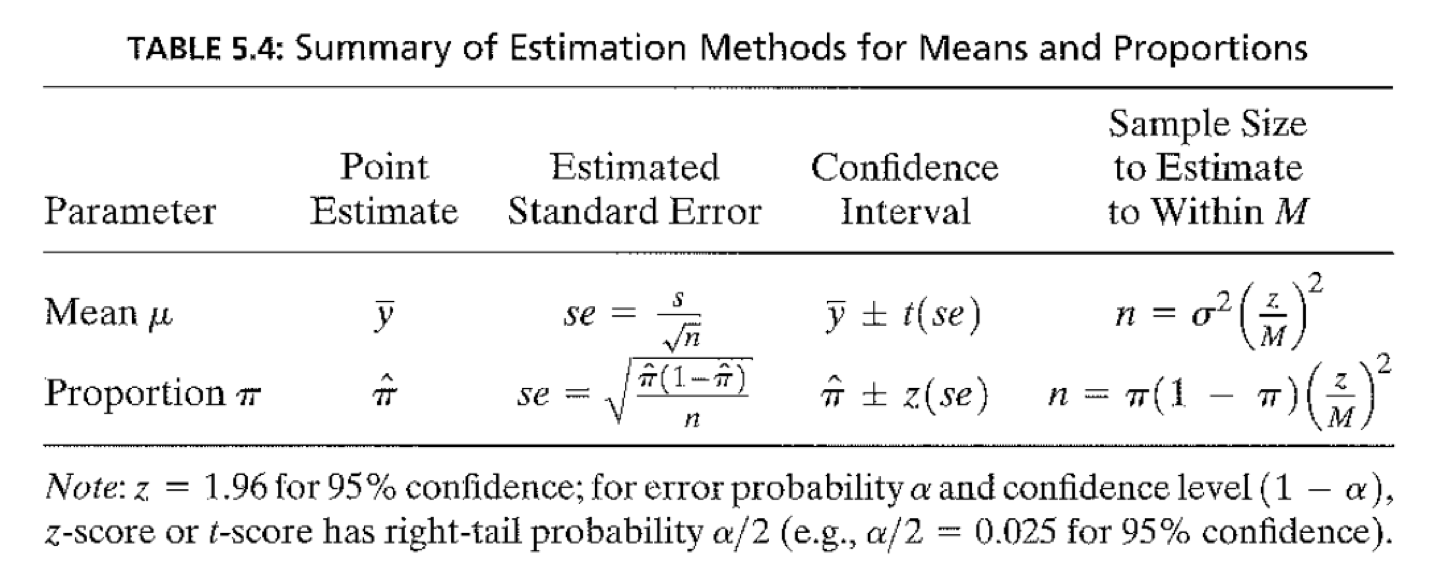 TABLE 5.4: Summary of Estimation Methods for Means and Proportions
Sample Size
Point Estimated Confidence to Estimate
Parameter Estimate Standard Error Interval to Within M
Mean μ ȳ se = s/√n ȳ ± t(se) n = σ²(z/M)²
Proportion π π̂ se = √(π̂(1−π̂)/n) π̂ ± z(se) n = π(1 − π)(z/M)²
Note: z = 1.96 for 95% confidence; for error probability α and confidence level (1 − α),
z-score or t-score has right-tail probability α/2 (e.g., α/2 = 0.025 for 95% confidence).